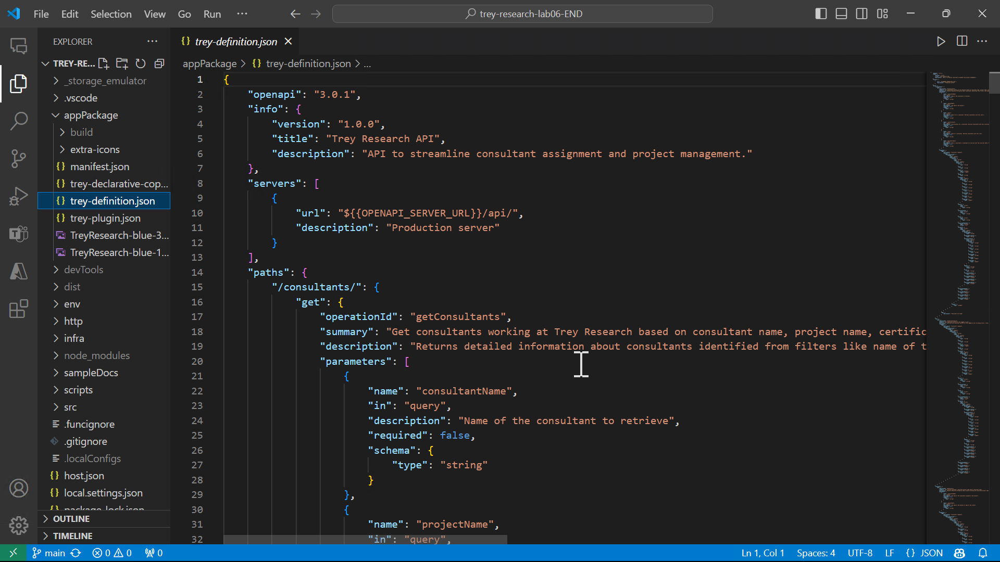 File Edit Selection View Go Run ···
trey-research-lab06-END
EXPLORER ···
TREY-RE...
_storage_emulator
.vscode
appPackage
build
extra-icons
manifest.json
trey-declarative-cop...
trey-definition.json
trey-plugin.json
TreyResearch-blue-3...
TreyResearch-blue-1...
devTools
dist
env
http
infra
node_modules
sampleDocs
scripts
src
.funcignore
.gitignore
.localConfigs
host.json
local.settings.json
package-lock.json
OUTLINE
TIMELINE
{} trey-definition.json
appPackage > {} trey-definition.json > ...
1 {
2 "openapi": "3.0.1",
3 "info": {
4 "version": "1.0.0",
5 "title": "Trey Research API",
6 "description": "API to streamline consultant assignment and project management."
7 },
8 "servers": [
9 {
10 "url": "${{OPENAPI_SERVER_URL}}/api/",
11 "description": "Production server"
12 }
13 ],
14 "paths": {
15 "/consultants/": {
16 "get": {
17 "operationId": "getConsultants",
18 "summary": "Get consultants working at Trey Research based on consultant name, project name, certific
19 "description": "Returns detailed information about consultants identified from filters like name of t
20 "parameters": [
21 {
22 "name": "consultantName",
23 "in": "query",
24 "description": "Name of the consultant to retrieve",
25 "required": false,
26 "schema": {
27 "type": "string"
28 }
29 },
30 {
31 "name": "projectName",
32 "in": "query",
main 0 0 0 Ln 1, Col 1 Spaces: 4 UTF-8 LF {} JSON